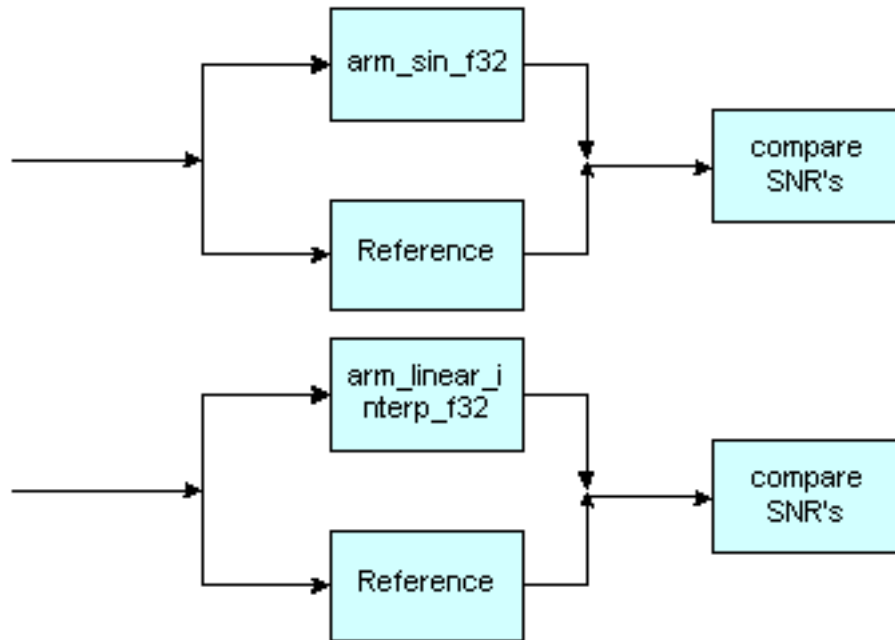 arm_sin_f32
compare
SNR's
Reference
arm_linear_i
nterp_f32
compare
SNR's
Reference